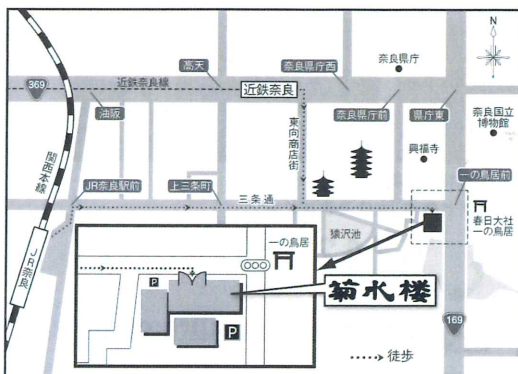 N
奈良県庁
高天
奈良県庁西
369
近鉄奈良線
近鉄奈良
油阪
奈良県庁前
県庁東
奈良国立
博物館
東向商店街
興福寺
関西本線
JR奈良駅前
上三条町
一の鳥居前
三条通
春日大社
一の鳥居
猿沢池
JR奈良
一の鳥居
P
菊水楼
P
169
徒歩